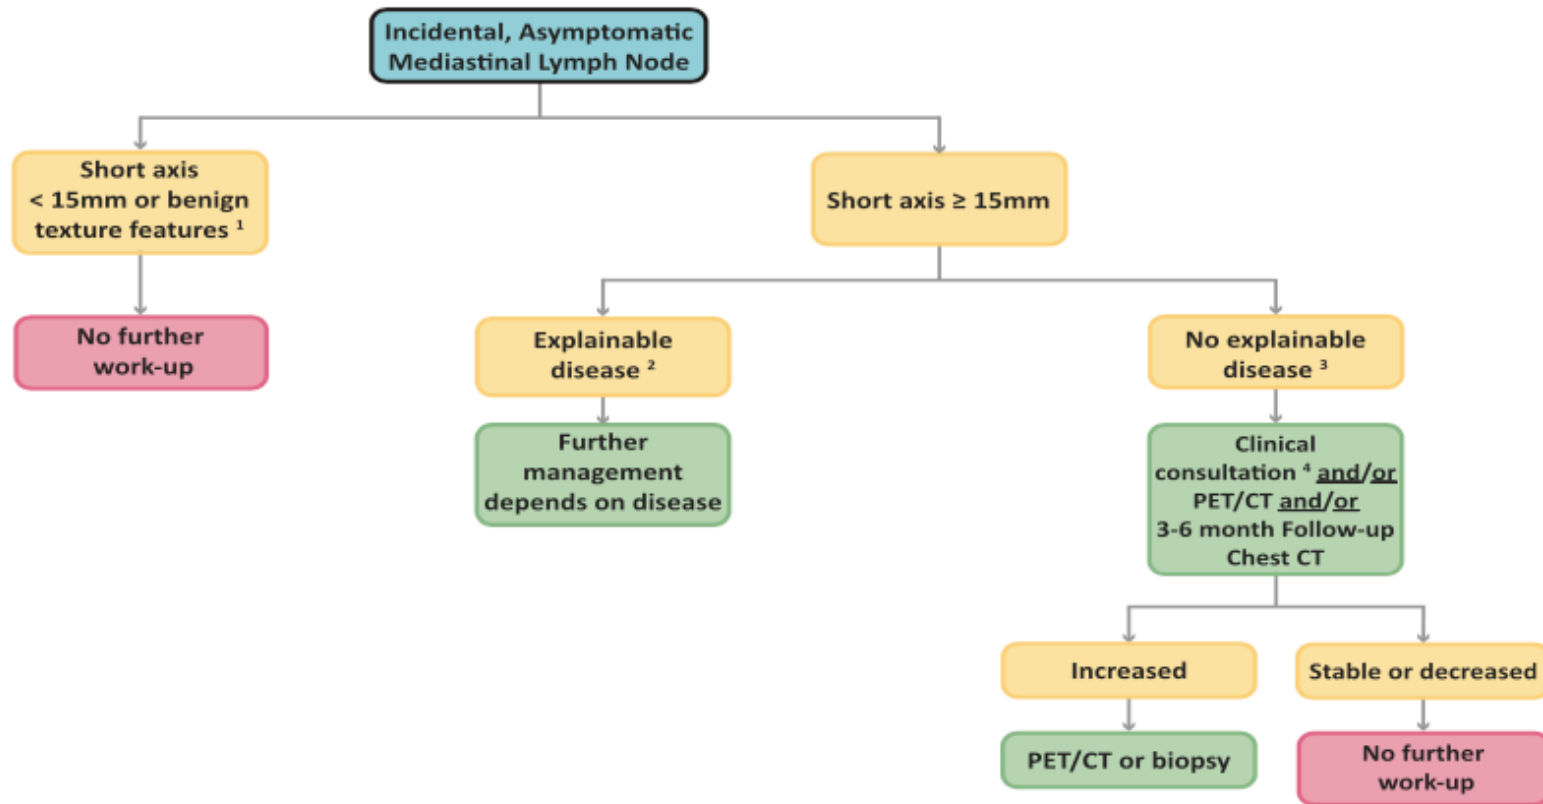 Incidental, Asymptomatic
Mediastinal Lymph Node
Short axis
< 15mm or benign
texture features ¹
Short axis ≥ 15mm
No further
work-up
Explainable
disease ²
No explainable
disease ³
Further
management
depends on disease
Clinical
consultation ⁴ and/or
PET/CT and/or
3-6 month Follow-up
Chest CT
Increased
Stable or decreased
PET/CT or biopsy
No further
work-up